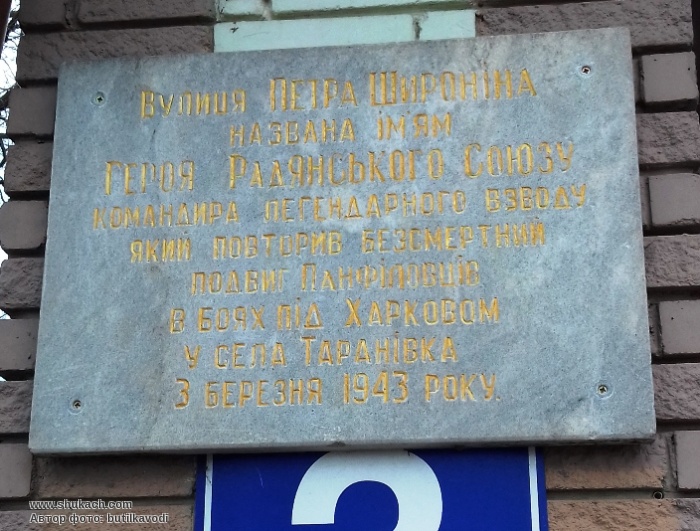 Вулиця Петра Широніна
названа ім'ям
Героя Радянського Союзу
командира легендарного взводу
який повторив безсмертний
подвиг Панфіловців
в боях під Харковом
у села Таранівка
3 березня 1943 року.
2
www.shukach.com
Автор фото: butilkavodi